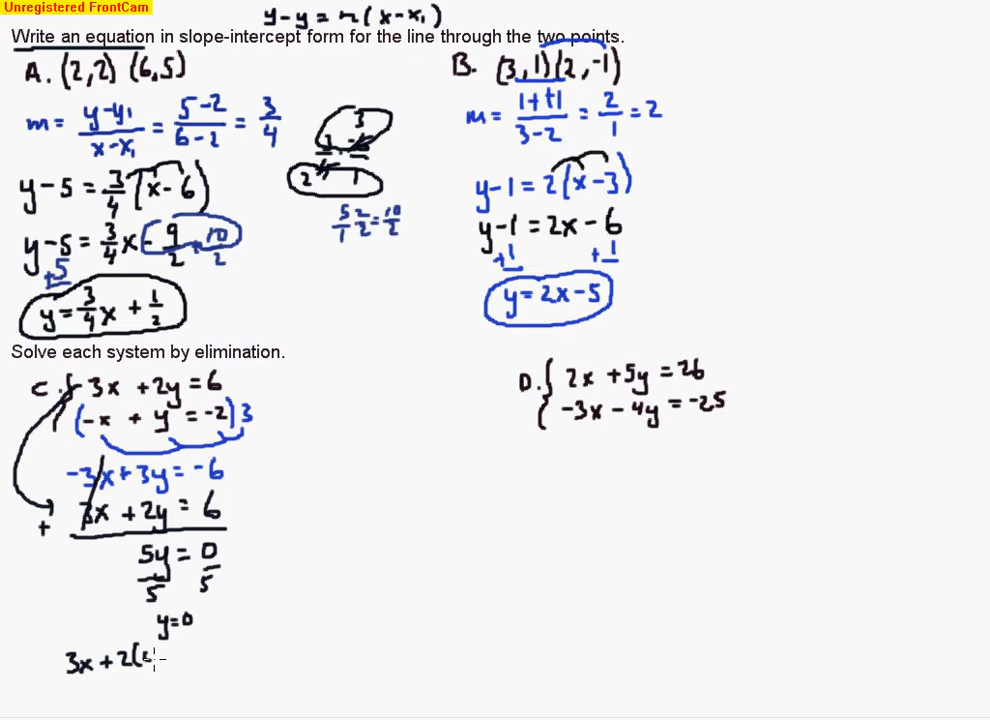 Unregistered FrontCam
y-y = m(x-x₁)
Write an equation in slope-intercept form for the line through the two points.
A. (2,2) (6,5)
m = y-y₁/x-x₁ = 5-2/6-2 = 3/4
y-5 = 3/4(x-6)
y-5 = 3/4x - 9/2 + 10/2
+5
y = 3/4x + 1/2
3
2 1
5/1 2/2 = 10/2
B. (3,1)(2,-1)
m = 1++1/3-2 = 2/1 = 2
y-1 = 2(x-3)
y-1 = 2x-6
+1 +1
y = 2x-5
Solve each system by elimination.
C. { 3x +2y = 6
(-x + y = -2)3
-3x + 3y = -6
+ 3x + 2y = 6
5y = 0
5 5
y=0
3x + 2(
D. { 2x +5y = 26
-3x - 4y = -25